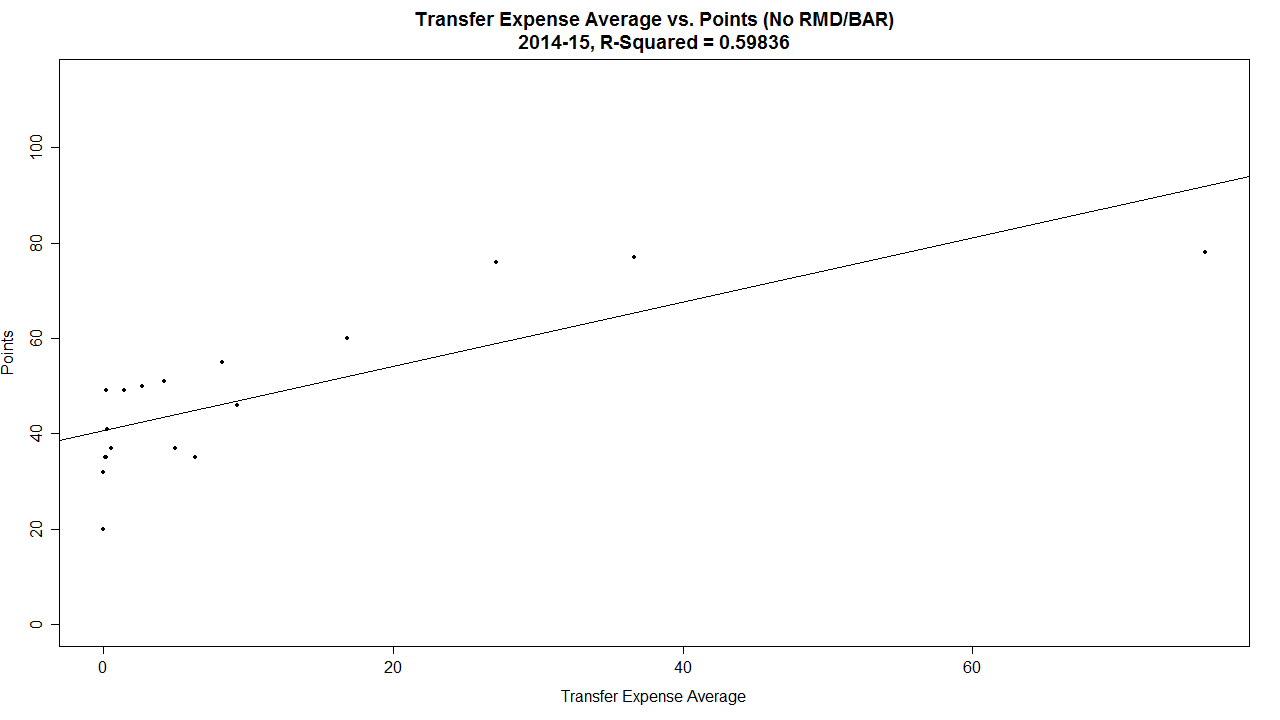 Transfer Expense Average vs. Points (No RMD/BAR)
2014-15, R-Squared = 0.59836
100
80
60
40
20
0
Points
0 20 40 60
Transfer Expense Average